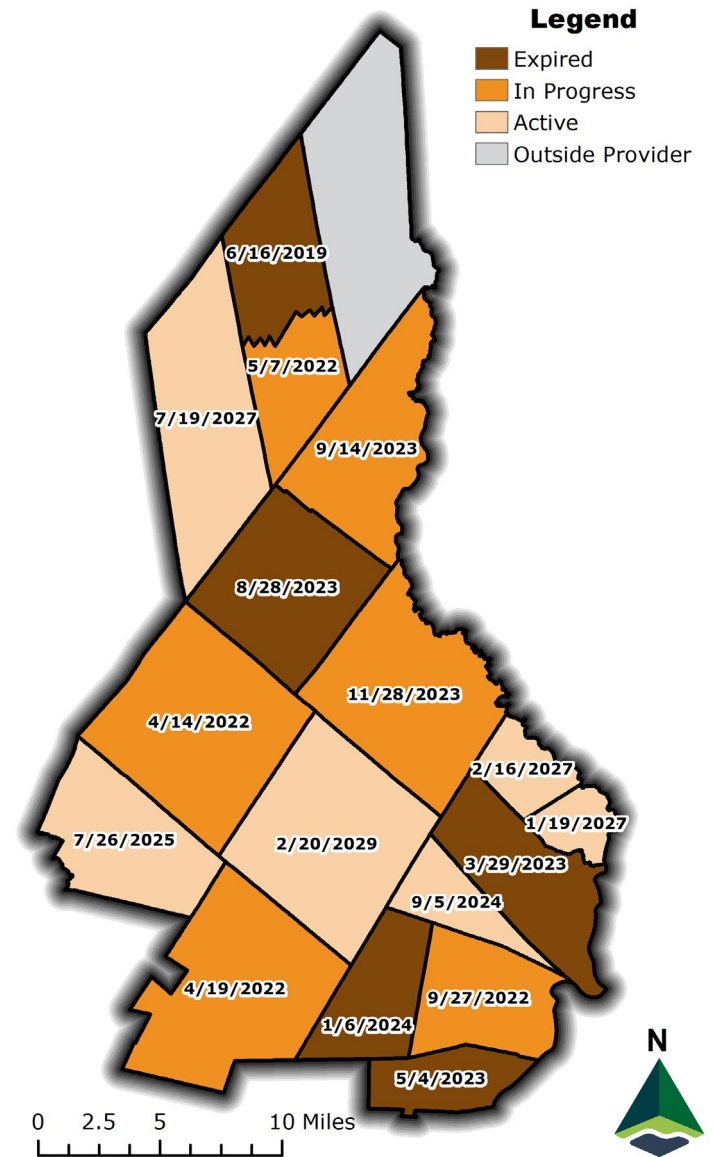 Legend
Expired
In Progress
Active
Outside Provider
6/16/2019
5/7/2022
7/19/2027
9/14/2023
8/28/2023
11/28/2023
4/14/2022
2/16/2027
1/19/2027
7/26/2025
2/20/2029
3/29/2023
9/5/2024
4/19/2022
9/27/2022
1/6/2024
5/4/2023
N
0 2.5 5 10 Miles